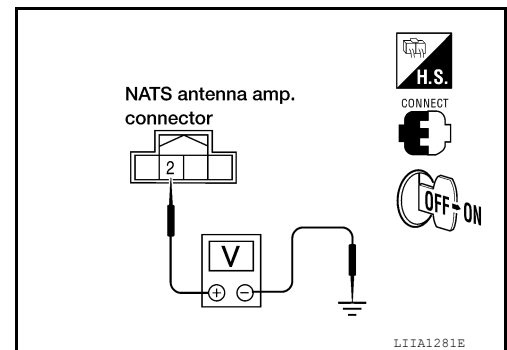 NATS antenna amp.
connector
2
V
+ −
H.S.
CONNECT
OFF ON
LIIA1281E